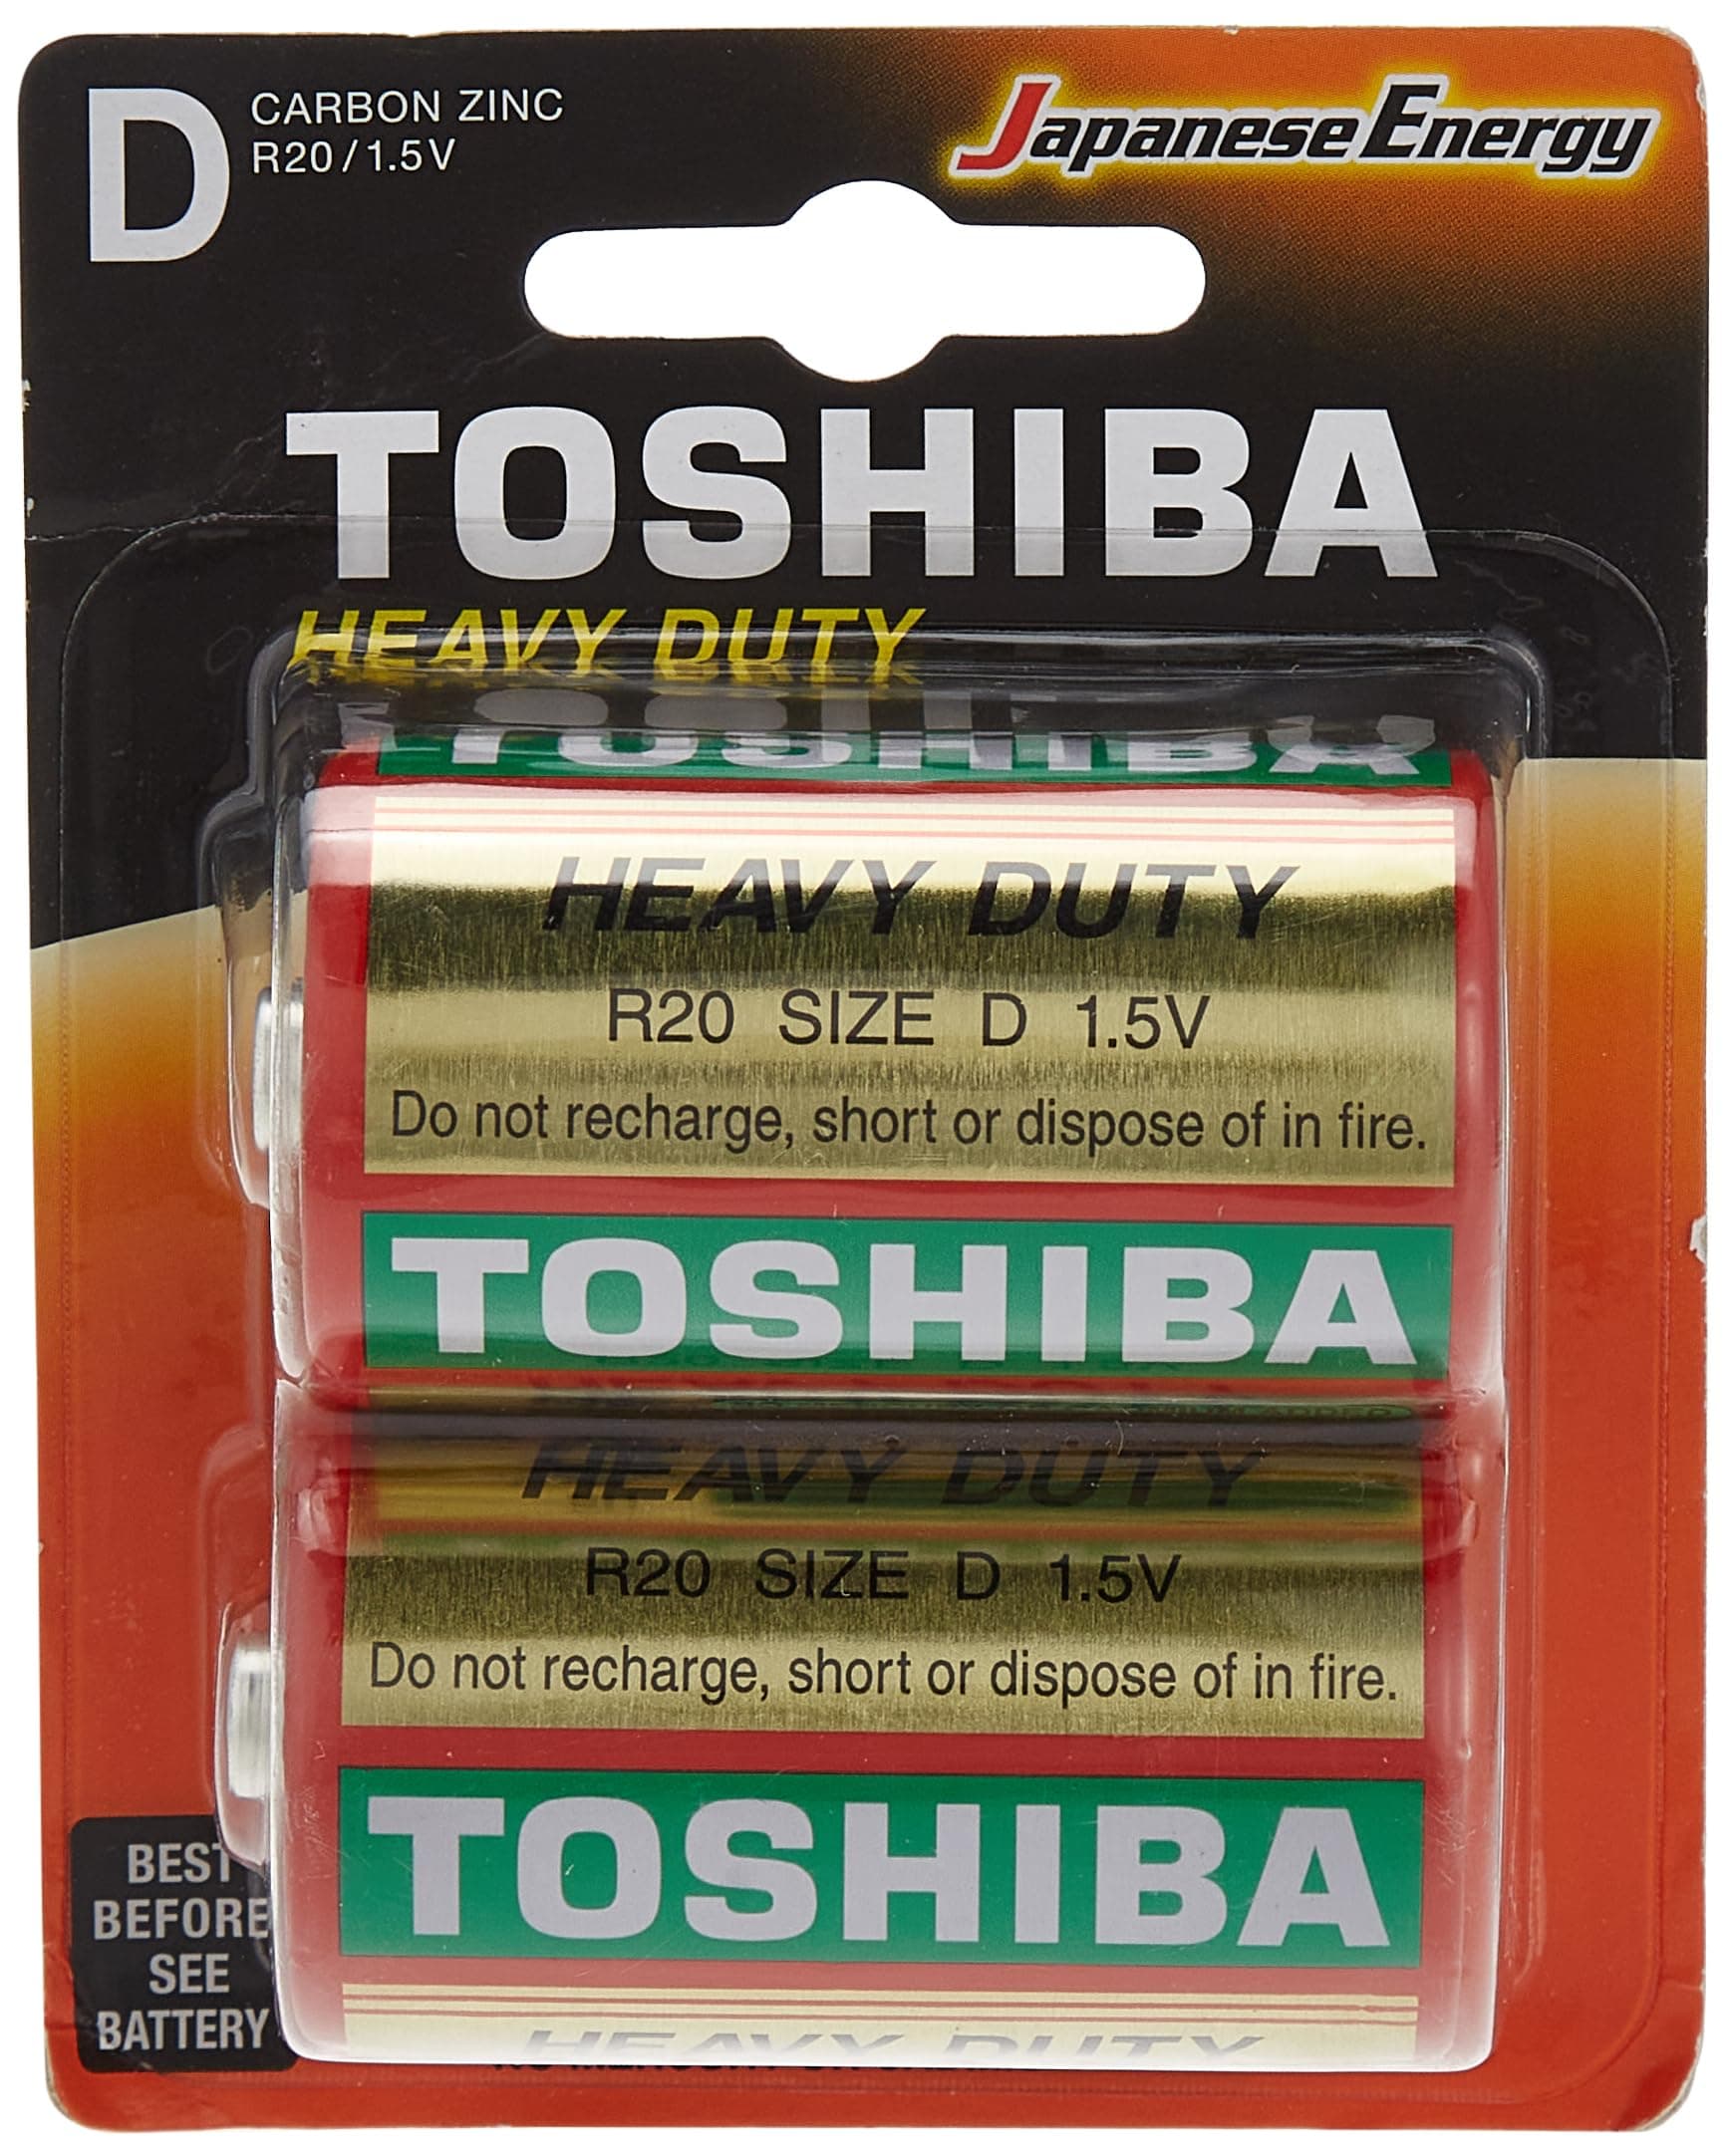 D
CARBON ZINC
R20/1.5V
Japanese Energy
TOSHIBA
HEAVY DUTY
TOSHIBA
HEAVY DUTY
R20 SIZE D 1.5V
Do not recharge, short or dispose of in fire.
TOSHIBA
HEAVY DUTY
R20 SIZE D 1.5V
Do not recharge, short or dispose of in fire.
TOSHIBA
HEAVY DUTY
BEST
BEFORE
SEE
BATTERY